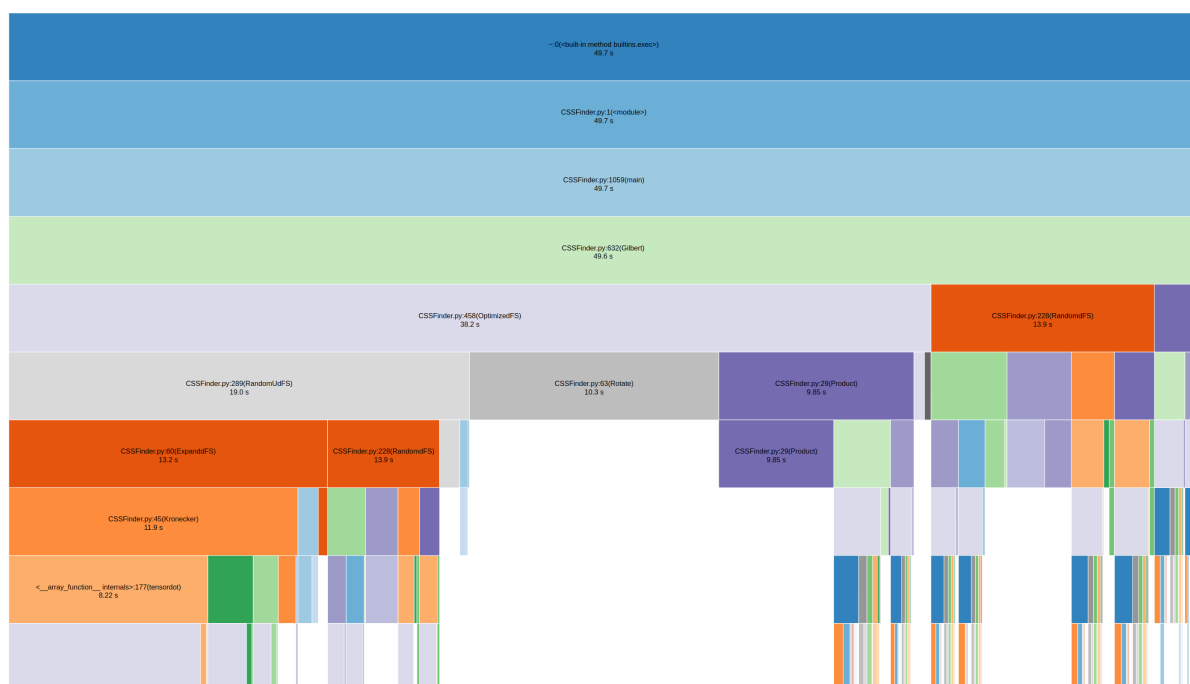 ~:0(<built-in method builtins.exec>)
49.7 s
CSSFinder.py:1(<module>)
49.7 s
CSSFinder.py:1059(main)
49.7 s
CSSFinder.py:632(Gilbert)
49.6 s
CSSFinder.py:458(OptimizedFS)
38.2 s
CSSFinder.py:228(RandomdFS)
13.9 s
CSSFinder.py:289(RandomUdFS)
19.0 s
CSSFinder.py:63(Rotate)
10.3 s
CSSFinder.py:29(Product)
9.85 s
CSSFinder.py:60(ExpanddFS)
13.2 s
CSSFinder.py:228(RandomdFS)
13.9 s
CSSFinder.py:29(Product)
9.85 s
CSSFinder.py:45(Kronecker)
11.9 s
<__array_function__ internals>:177(tensordot)
8.22 s